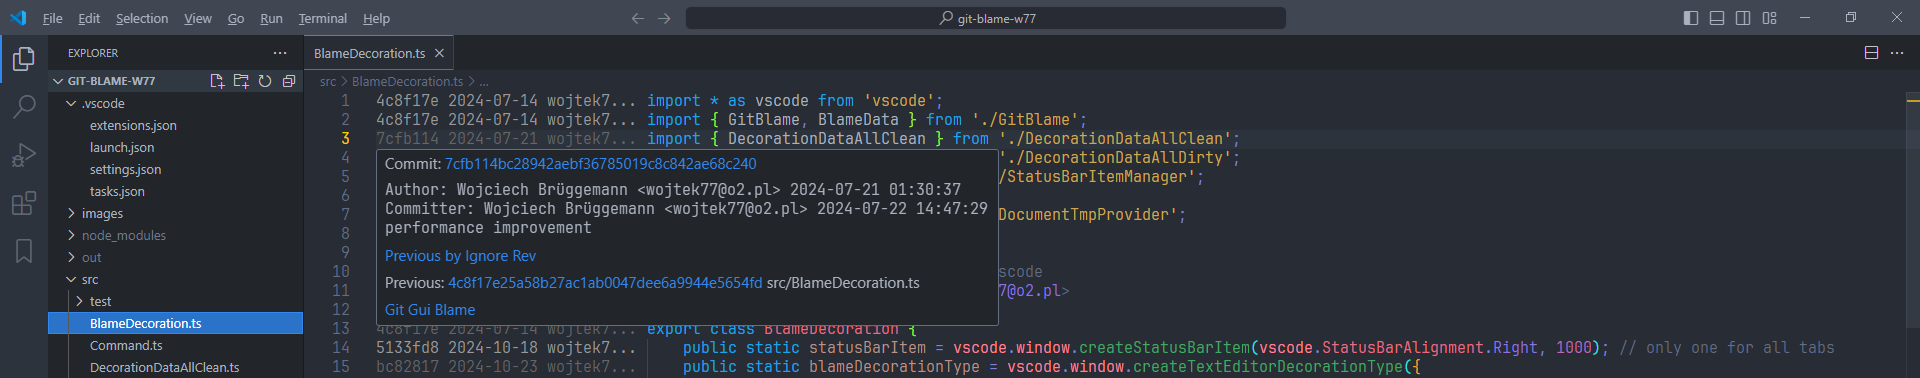 File Edit Selection View Go Run Terminal Help git-blame-w77
EXPLORER
GIT-BLAME-W77
.vscode
extensions.json
launch.json
settings.json
tasks.json
images
node_modules
out
src
test
BlameDecoration.ts
Command.ts
DecorationDataAllClean.ts
BlameDecoration.ts
src > BlameDecoration.ts > ...
1 4c8f17e 2024-07-14 wojtek7... import * as vscode from 'vscode';
2 4c8f17e 2024-07-14 wojtek7... import { GitBlame, BlameData } from './GitBlame';
3 7cfb114 2024-07-21 wojtek7... import { DecorationDataAllClean } from './DecorationDataAllClean';
4 './DecorationDataAllDirty';
5 /StatusBarItemManager';
6
7 DocumentTmpProvider';
8
9
10 scode
11 7@o2.pl>
12
Commit: 7cfb114bc28942aebf36785019c8c842ae68c240
Author: Wojciech Brüggemann <wojtek77@o2.pl> 2024-07-21 01:30:37
Committer: Wojciech Brüggemann <wojtek77@o2.pl> 2024-07-22 14:47:29
performance improvement
Previous by Ignore Rev
Previous: 4c8f17e25a58b27ac1ab0047dee6a9944e5654fd src/BlameDecoration.ts
Git Gui Blame
13 4c8f17e 2024-07-14 wojtek7... export class BlameDecoration {
14 5133fd8 2024-10-18 wojtek7... public static statusBarItem = vscode.window.createStatusBarItem(vscode.StatusBarAlignment.Right, 1000); // only one for all tabs
15 bc82817 2024-10-23 wojtek7... public static blameDecorationType = vscode.window.createTextEditorDecorationType({